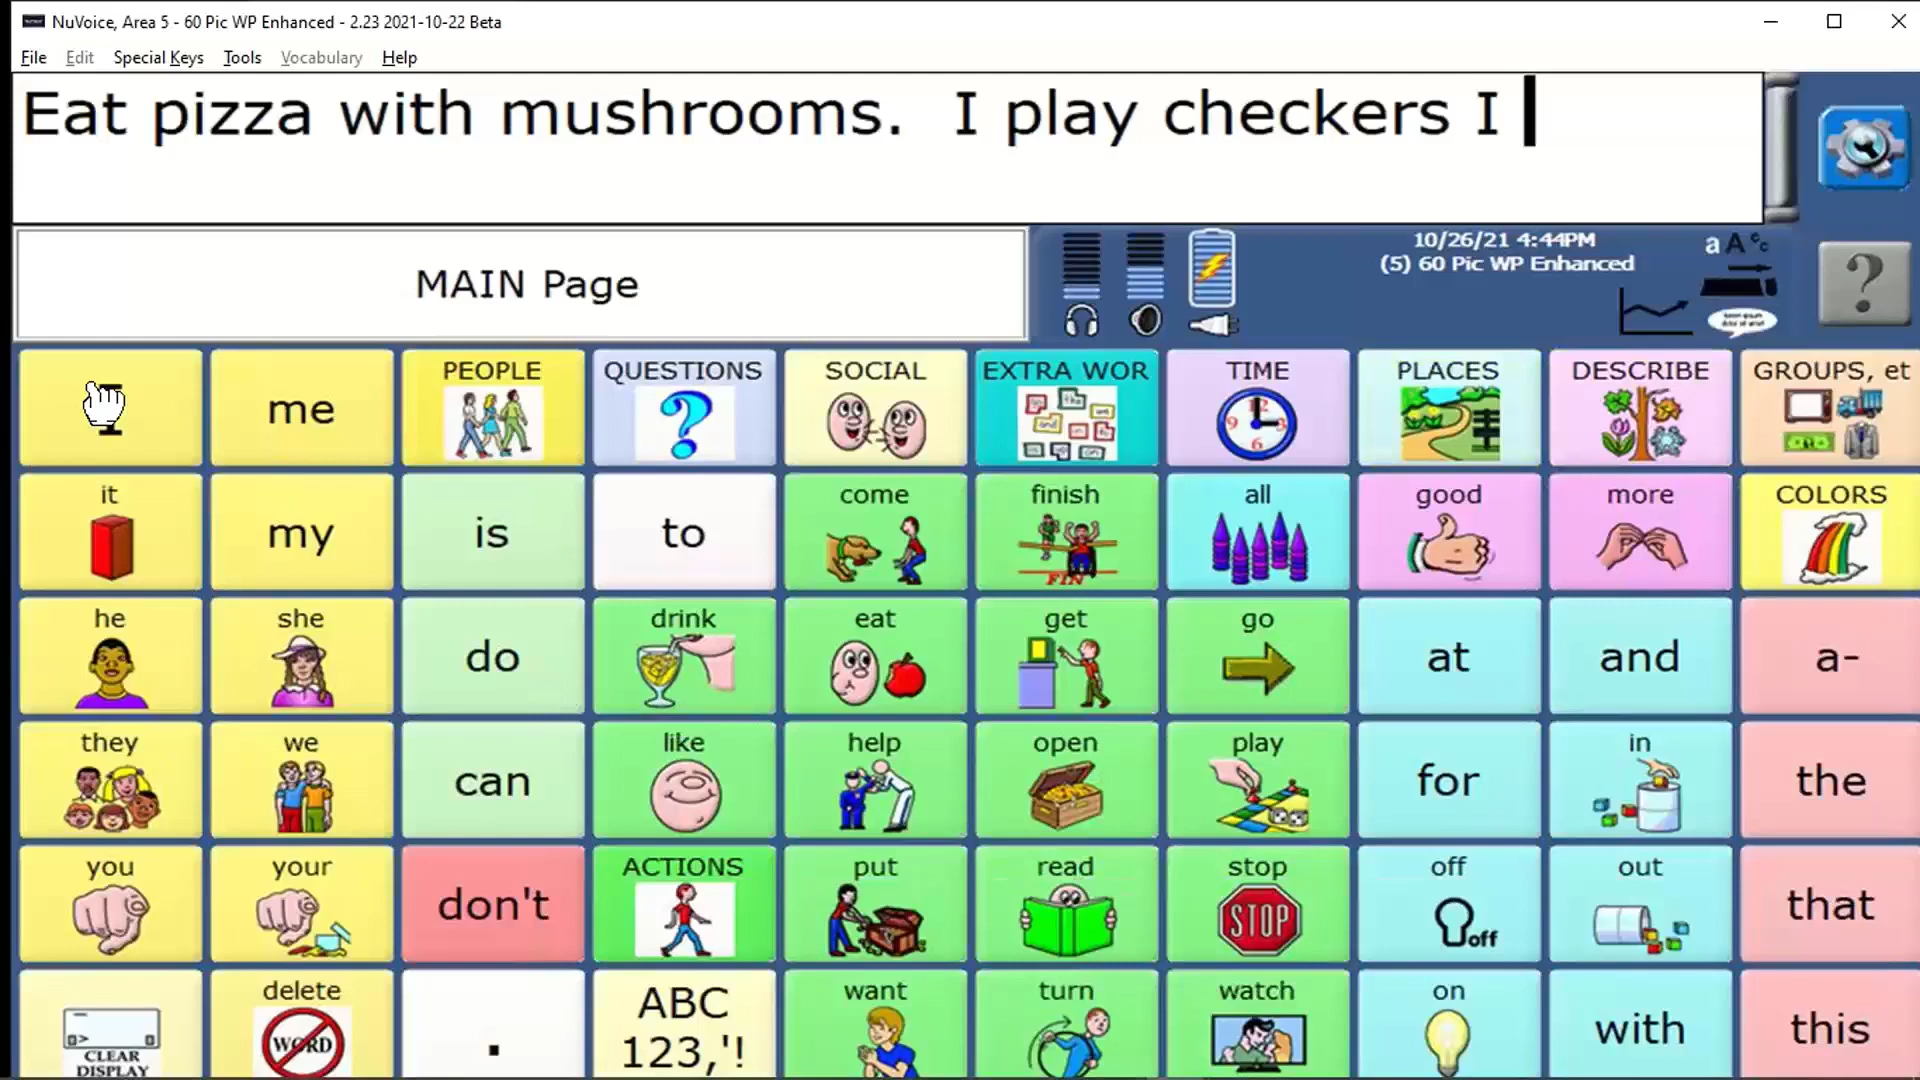 NuVoice, Area 5 - 60 Pic WP Enhanced - 2.23 2021-10-22 Beta
File Edit Special Keys Tools Vocabulary Help
Eat pizza with mushrooms. I play checkers I
MAIN Page
10/26/21 4:44PM
(5) 60 Pic WP Enhanced
a A c c
?
me PEOPLE QUESTIONS SOCIAL EXTRA WOR TIME PLACES DESCRIBE GROUPS, et
it my is to come finish all good more COLORS
FIN
he she do drink eat get go at and a-
they we can like help open play for in the
you your don't ACTIONS put read stop off out that
STOP
off
CLEAR DISPLAY
delete
WORD
.
ABC
123,'!
want turn watch on with this